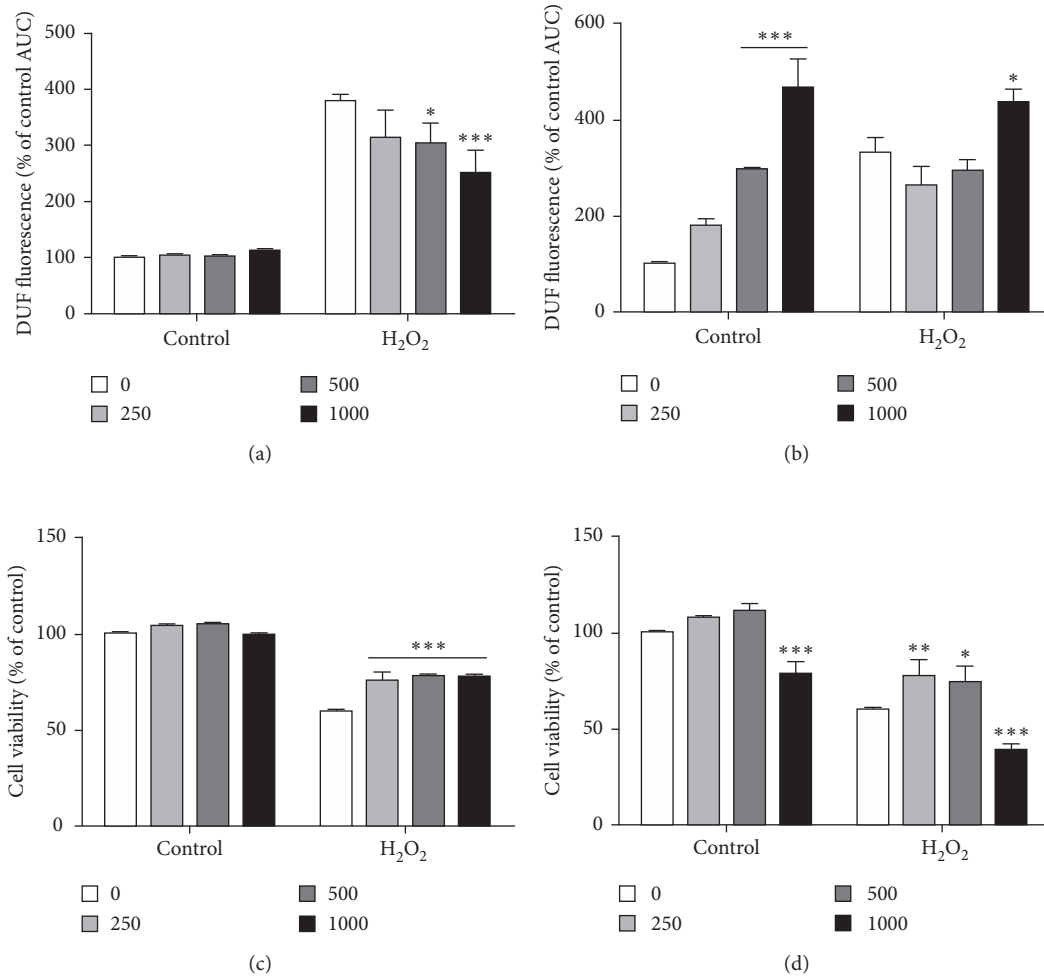 DUF fluorescence (% of control AUC)
500
400
300
200
100
0
*
***
Control
H₂O₂
0
250
500
1000
(a)
DUF fluorescence (% of control AUC)
600
400
200
0
***
*
Control
H₂O₂
0
250
500
1000
(b)
Cell viability (% of control)
150
100
50
0
***
Control
H₂O₂
0
250
500
1000
(c)
Cell viability (% of control)
150
100
50
0
***
**
*
***
Control
H₂O₂
0
250
500
1000
(d)